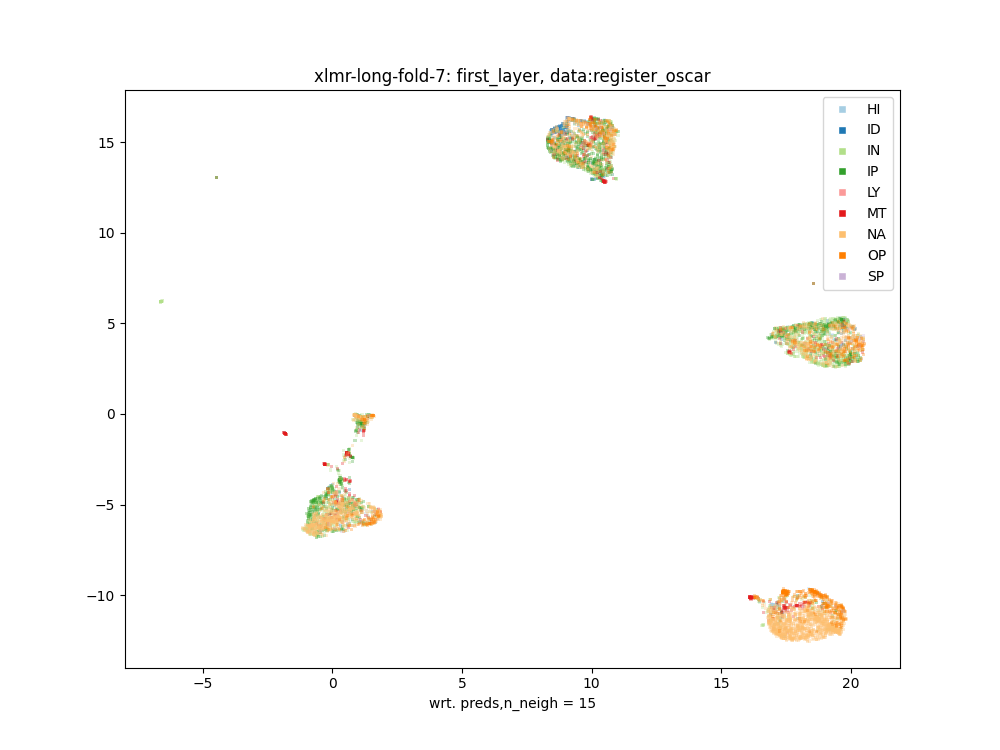 xlmr-long-fold-7: first_layer, data:register_oscar
HI
ID
IN
IP
LY
MT
NA
OP
SP
15
10
5
0
−5
−10
−5
0
5
10
15
20
wrt. preds,n_neigh = 15